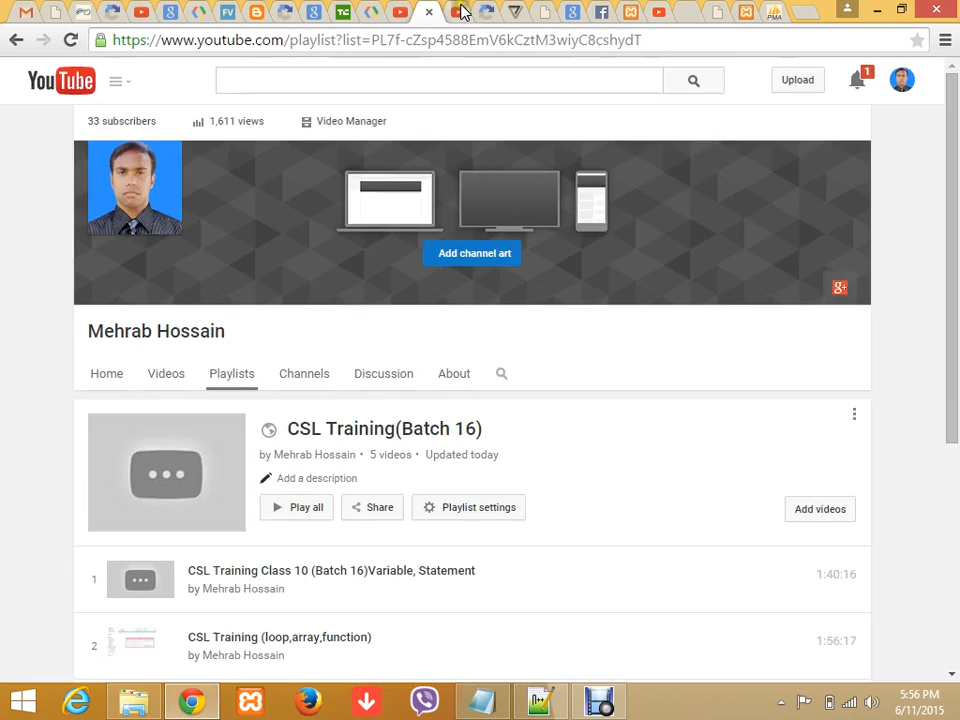 FV
TC
PMA
https://www.youtube.com/playlist?list=PL7f-cZsp4588EmV6kCztM3wiyC8cshydT
YouTube
Upload
1
33 subscribers
1,611 views
Video Manager
Add channel art
g+
Mehrab Hossain
Home
Videos
Playlists
Channels
Discussion
About
CSL Training(Batch 16)
by Mehrab Hossain • 5 videos • Updated today
Add a description
Play all
Share
Playlist settings
Add videos
1
CSL Training Class 10 (Batch 16)Variable, Statement
1:40:16
by Mehrab Hossain
2
CSL Training (loop,array,function)
1:56:17
by Mehrab Hossain
5:56 PM
6/11/2015